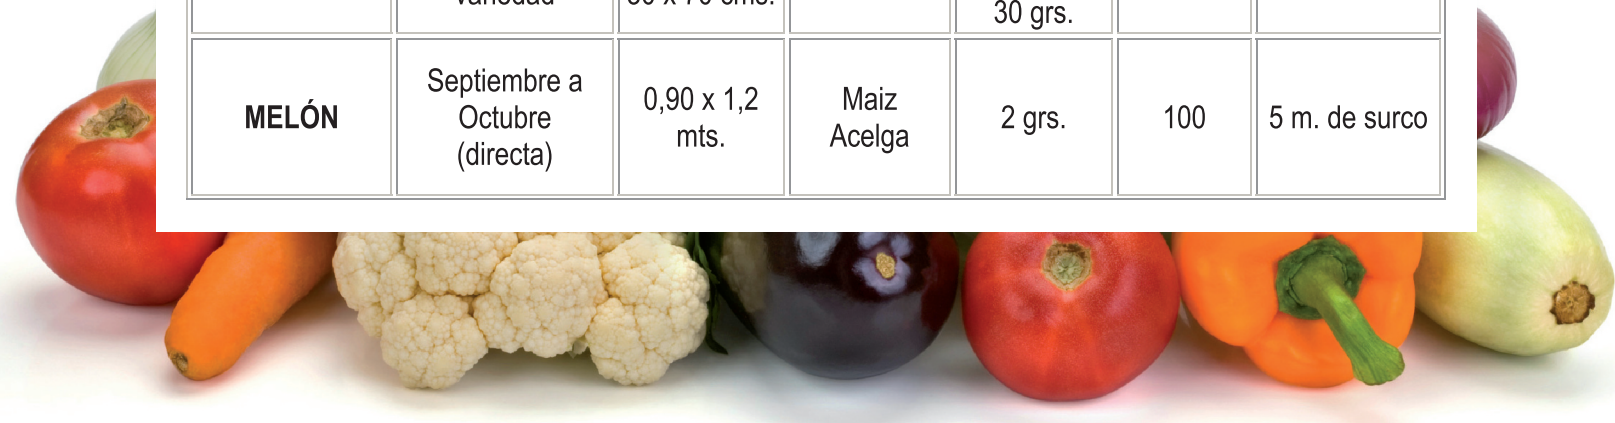 30 grs.
MELÓN
Septiembre a
Octubre
(directa)
0,90 x 1,2
mts.
Maiz
Acelga
2 grs.
100
5 m. de surco